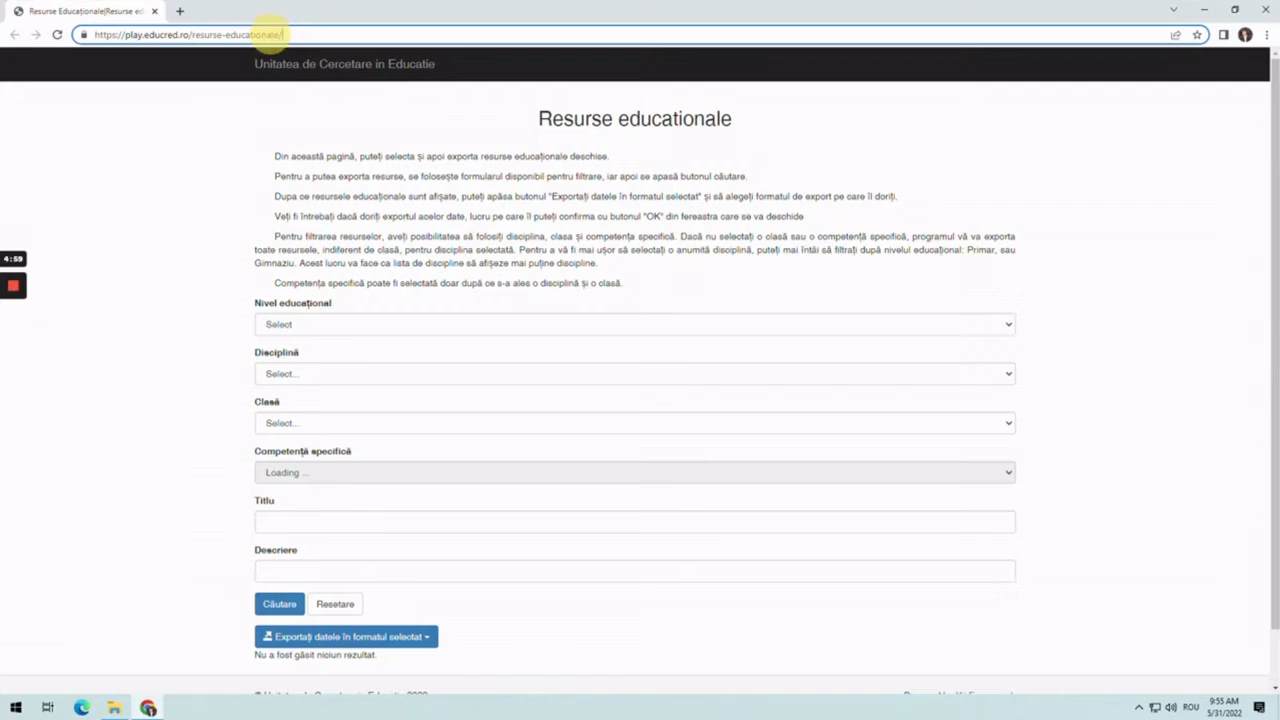 Resurse Educaționale|Resurse ed
https://play.educred.ro/resurse-educationale/
Unitatea de Cercetare in Educatie
Resurse educationale
Din această pagină, puteți selecta și apoi exporta resurse educaționale deschise.
Pentru a putea exporta resurse, se folosește formularul disponibil pentru filtrare, iar apoi se apasă butonul căutare.
Dupa ce resursele educaționale sunt afișate, puteți apăsa butonul "Exportați datele în formatul selectat" și să alegeți formatul de export pe care îl doriți.
Veți fi întrebați dacă doriți exportul acelor date, lucru pe care îl puteți confirma cu butonul "OK" din fereastra care se va deschide
Pentru filtrarea resurselor, aveți posibilitatea să folosiți disciplina, clasa și competența specifică. Dacă nu selectați o clasă sau o competență specifică, programul vă va exporta
toate resursele, indiferent de clasă, pentru disciplina selectată. Pentru a vă fi mai ușor să selectați o anumită disciplină, puteți mai întâi să filtrați după nivelul educațional: Primar, sau
Gimnaziu. Acest lucru va face ca lista de discipline să afișeze mai puține discipline.
4:59
Competența specifică poate fi selectată doar după ce s-a ales o disciplină și o clasă.
Nivel educațional
Select
Disciplină
Select...
Clasă
Select...
Competență specifică
Loading ...
Titlu
Descriere
Căutare Resetare
Exportați datele în formatul selectat
Nu a fost găsit niciun rezultat.
ROU
9:55 AM
5/31/2022